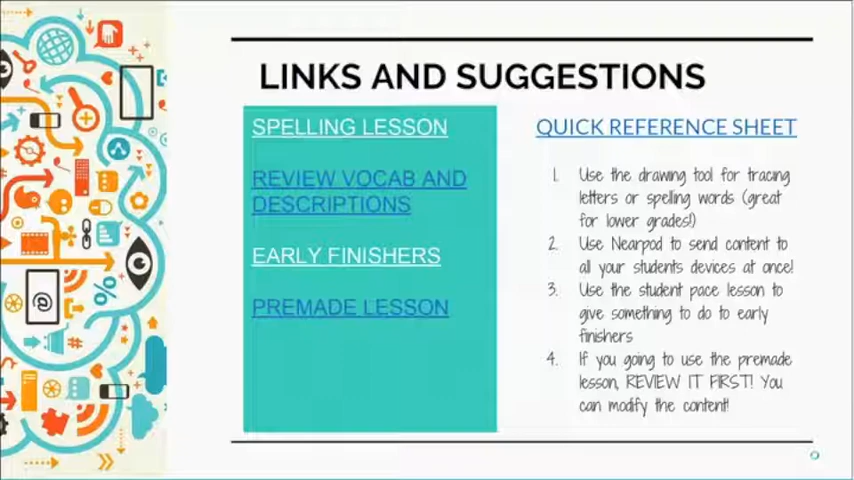 LINKS AND SUGGESTIONS
SPELLING LESSON
REVIEW VOCAB AND
DESCRIPTIONS
EARLY FINISHERS
PREMADE LESSON
QUICK REFERENCE SHEET
1. Use the drawing tool for tracing
letters or spelling words (great
for lower grades!)
2. Use Nearpod to send content to
all your students devices at once!
3. Use the student pace lesson to
give something to do to early
finishers
4. If you going to use the premade
lesson, REVIEW IT FIRST! You
can modify the content!